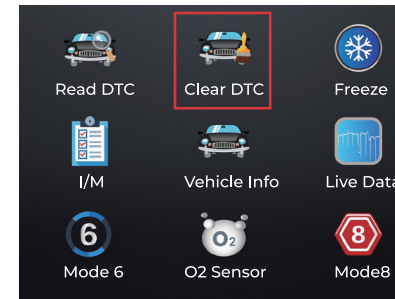 Read DTC
Clear DTC
Freeze
I/M
Vehicle Info
Live Data
6
O2
8
Mode 6
O2 Sensor
Mode8